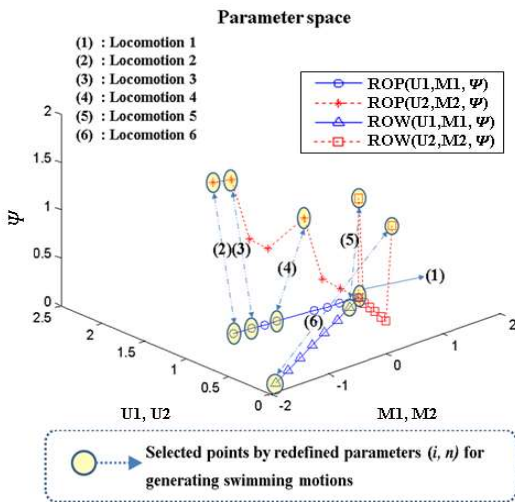 Parameter space
(1) : Locomotion 1
(2) : Locomotion 2
(3) : Locomotion 3
(4) : Locomotion 4
(5) : Locomotion 5
(6) : Locomotion 6
ROP(U1,M1, Ψ)
ROP(U2,M2, Ψ)
ROW(U1,M1, Ψ)
ROW(U2,M2, Ψ)
2
1.5
1
0.5
0
Ψ
(2)(3)
(4)
(5)
(1)
(6)
2.5
2
1.5
1
0.5
0
-2
-1
0
1
2
U1, U2
M1, M2
Selected points by redefined parameters (i, n) for
generating swimming motions